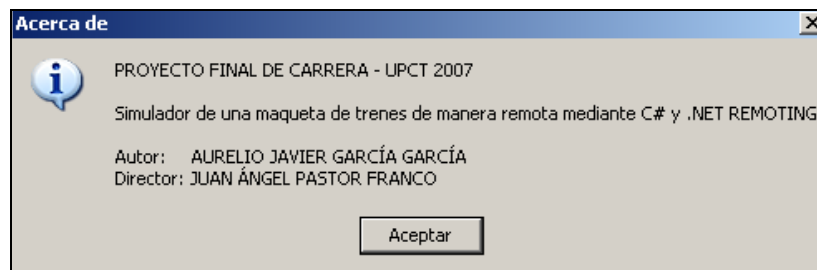 Acerca de
PROYECTO FINAL DE CARRERA - UPCT 2007
Simulador de una maqueta de trenes de manera remota mediante C# y .NET REMOTING
Autor: AURELIO JAVIER GARCÍA GARCÍA
Director: JUAN ÁNGEL PASTOR FRANCO
Aceptar